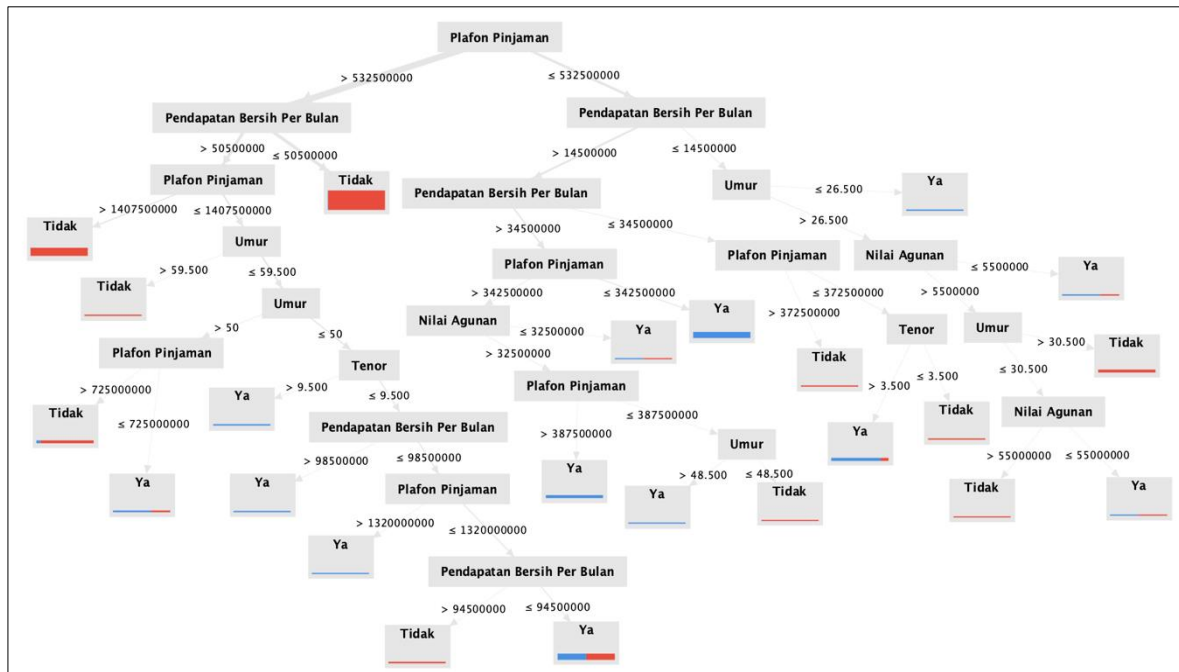 Plafon Pinjaman
> 532500000
≤ 532500000
Pendapatan Bersih Per Bulan
Pendapatan Bersih Per Bulan
> 50500000
≤ 50500000
> 14500000
≤ 14500000
Plafon Pinjaman
Tidak
Pendapatan Bersih Per Bulan
Umur
≤ 26.500
Ya
> 1407500000
≤ 1407500000
> 34500000
≤ 34500000
> 26.500
Tidak
Umur
Plafon Pinjaman
Plafon Pinjaman
Nilai Agunan
≤ 5500000
Ya
> 59.500
≤ 59.500
> 342500000
≤ 342500000
≤ 372500000
> 5500000
Tidak
Umur
Nilai Agunan
≤ 32500000
Ya
Ya
> 372500000
Tenor
Umur
> 30.500
Tidak
> 50
≤ 50
> 32500000
Tidak
> 3.500
≤ 3.500
≤ 30.500
Plafon Pinjaman
Tenor
Plafon Pinjaman
> 725000000
Ya
> 9.500
≤ 9.500
≤ 387500000
Tidak
Nilai Agunan
Tidak
≤ 725000000
Pendapatan Bersih Per Bulan
> 387500000
Umur
Ya
> 55000000
≤ 55000000
> 98500000
≤ 98500000
> 48.500
≤ 48.500
Ya
Ya
Plafon Pinjaman
Ya
Ya
Tidak
Tidak
Ya
> 1320000000
≤ 1320000000
Ya
Pendapatan Bersih Per Bulan
> 94500000
≤ 94500000
Tidak
Ya